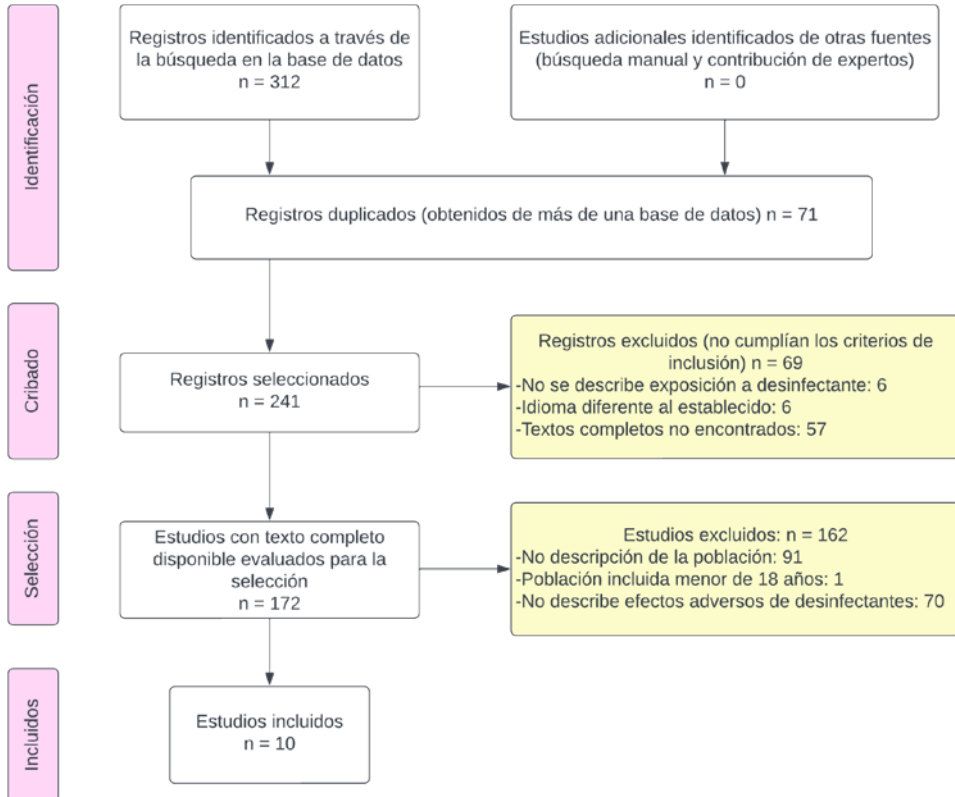 Identificación
Registros identificados a través de
la búsqueda en la base de datos
n = 312
Estudios adicionales identificados de otras fuentes
(búsqueda manual y contribución de expertos)
n = 0
Registros duplicados (obtenidos de más de una base de datos) n = 71
Cribado
Registros seleccionados
n = 241
Registros excluidos (no cumplían los criterios de
inclusión) n = 69
-No se describe exposición a desinfectante: 6
-Idioma diferente al establecido: 6
-Textos completos no encontrados: 57
Selección
Estudios con texto completo
disponible evaluados para la
selección
n = 172
Estudios excluidos: n = 162
-No descripción de la población: 91
-Población incluida menor de 18 años: 1
-No describe efectos adversos de desinfectantes: 70
Incluidos
Estudios incluidos
n = 10